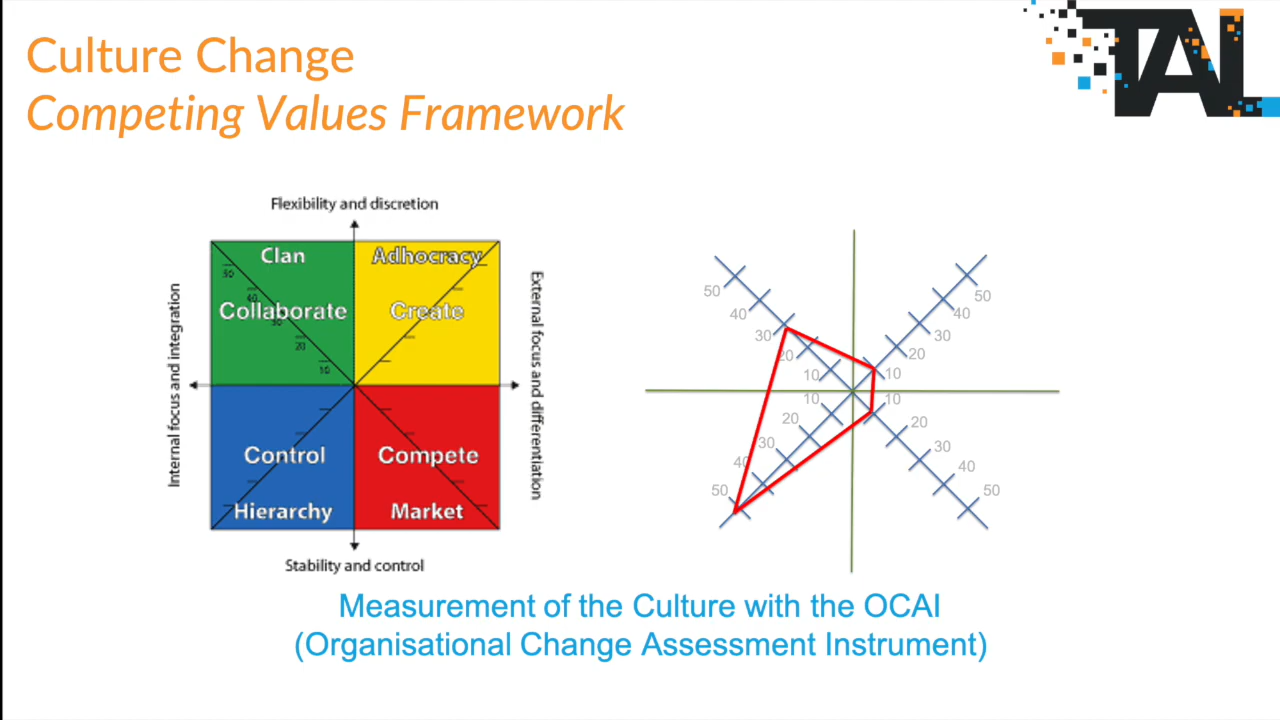 Culture Change
Competing Values Framework
TAL
Flexibility and discretion
Internal focus and integration
External focus and differentiation
Clan
Adhocracy
50
40
Collaborate
Create
30
20
10
Control
Compete
Hierarchy
Market
Stability and control
50
50
40
40
30
30
20
20
10
10
10
10
20
20
30
30
40
40
50
50
Measurement of the Culture with the OCAI
(Organisational Change Assessment Instrument)